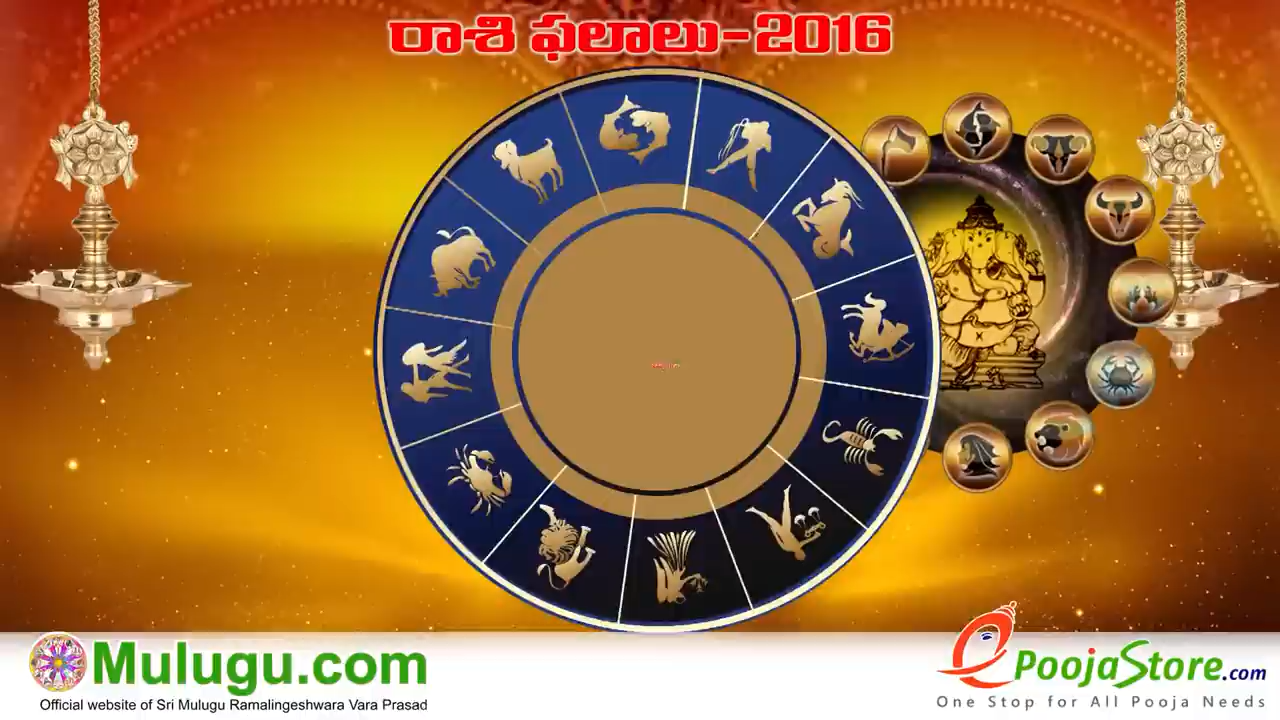 రాశి ఫలాలు-2016
Mulugu.com
Official website of Sri Mulugu Ramalingeshwara Vara Prasad
ePoojaStore.com
One Stop for All Pooja Needs